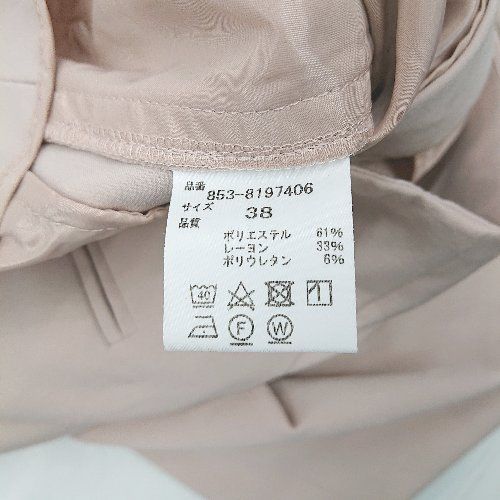 品番 853-8197406
サイズ 38
品質
ポリエステル 61%
レーヨン 33%
ポリウレタン 6%
40
F W